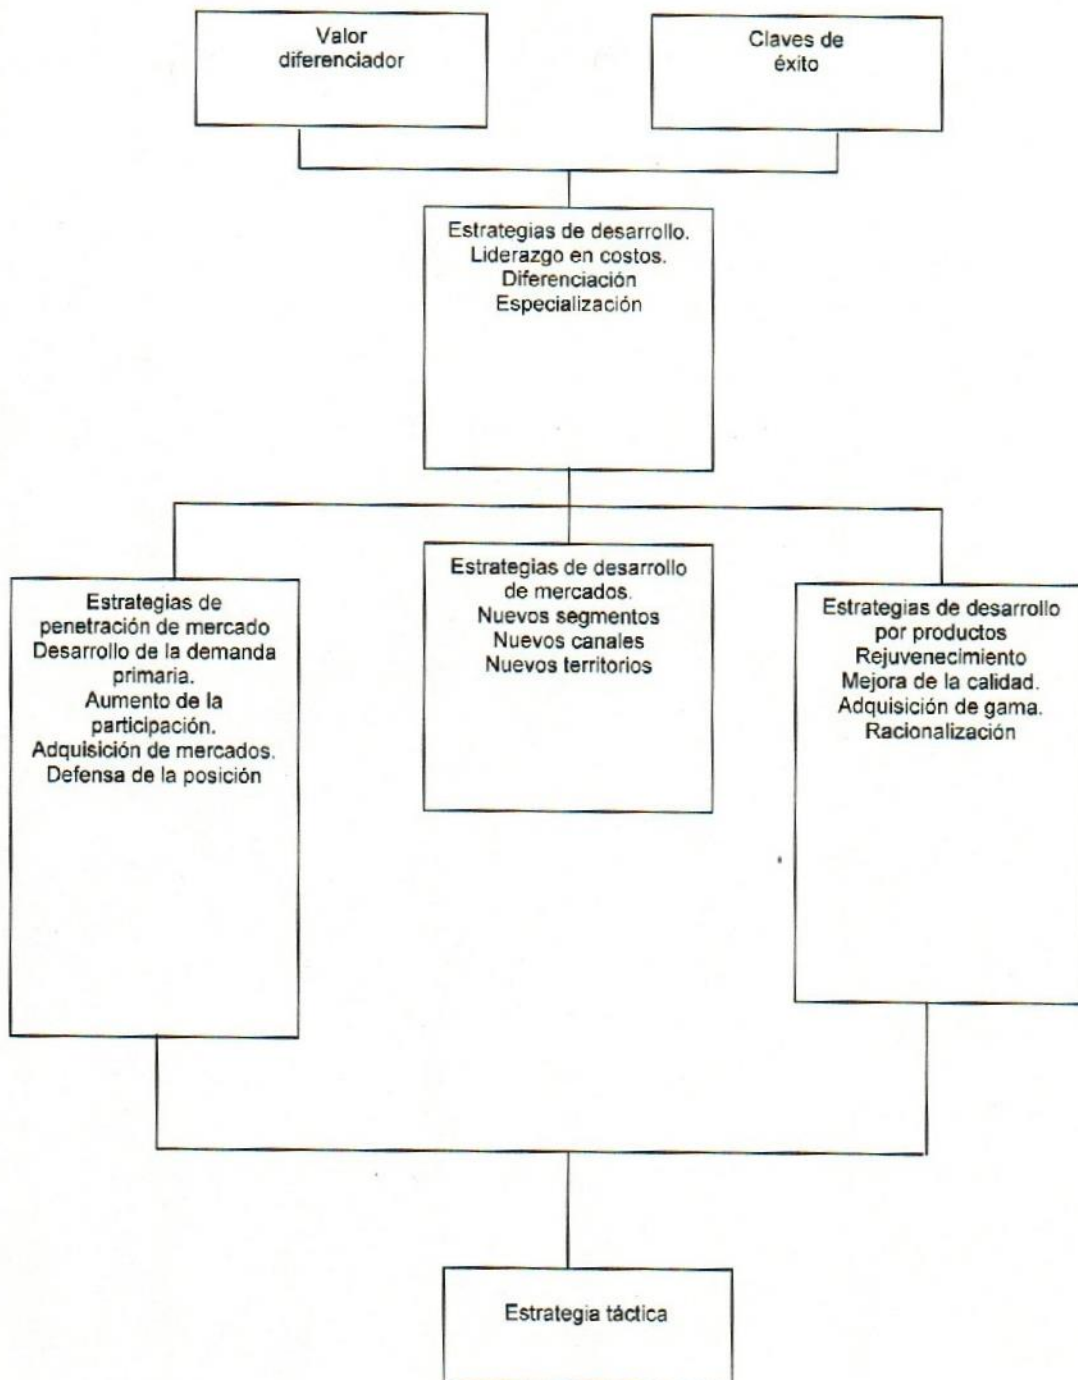 Valor
diferenciador
Claves de
éxito
Estrategias de desarrollo.
Liderazgo en costos.
Diferenciación
Especialización
Estrategias de
penetración de mercado
Desarrollo de la demanda
primaria.
Aumento de la
participación.
Adquisición de mercados.
Defensa de la posición
Estrategias de desarrollo
de mercados.
Nuevos segmentos
Nuevos canales
Nuevos territorios
Estrategias de desarrollo
por productos
Rejuvenecimiento
Mejora de la calidad.
Adquisición de gama.
Racionalización
Estrategia táctica